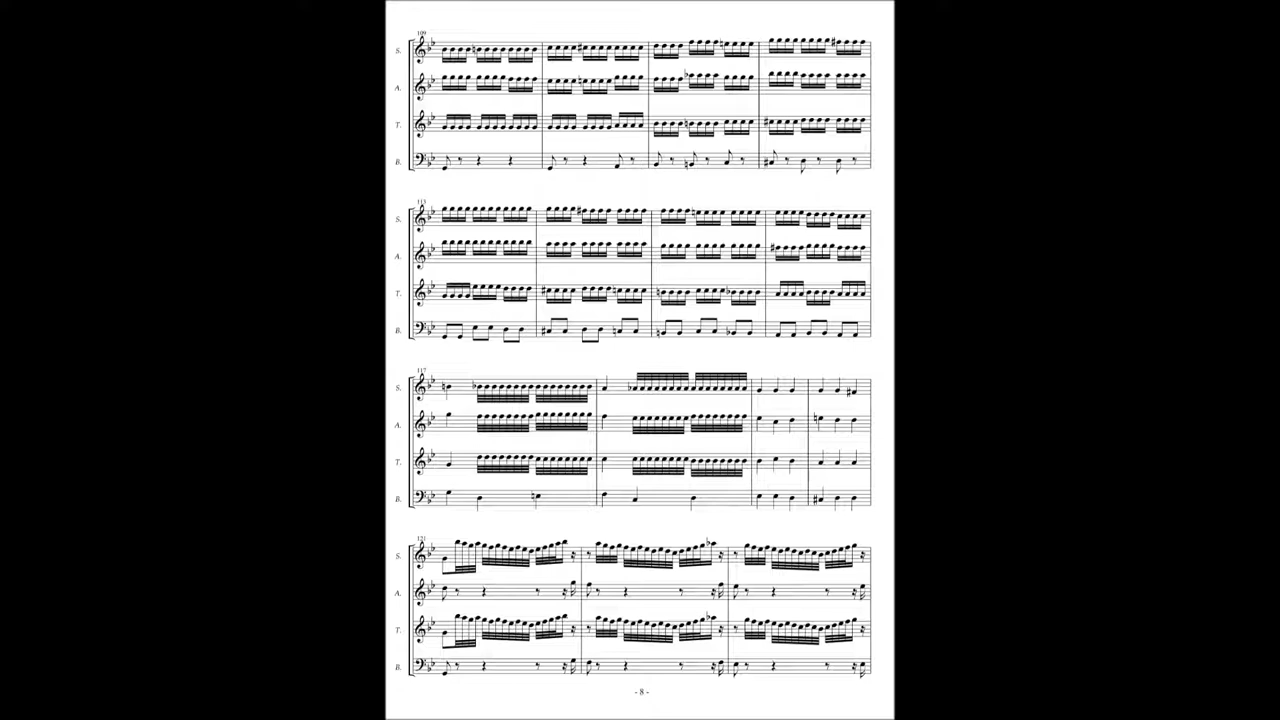 109
S.
A.
T.
B.
113
S.
A.
T.
B.
117
S.
A.
T.
B.
121
S.
A.
T.
B.
- 8 -